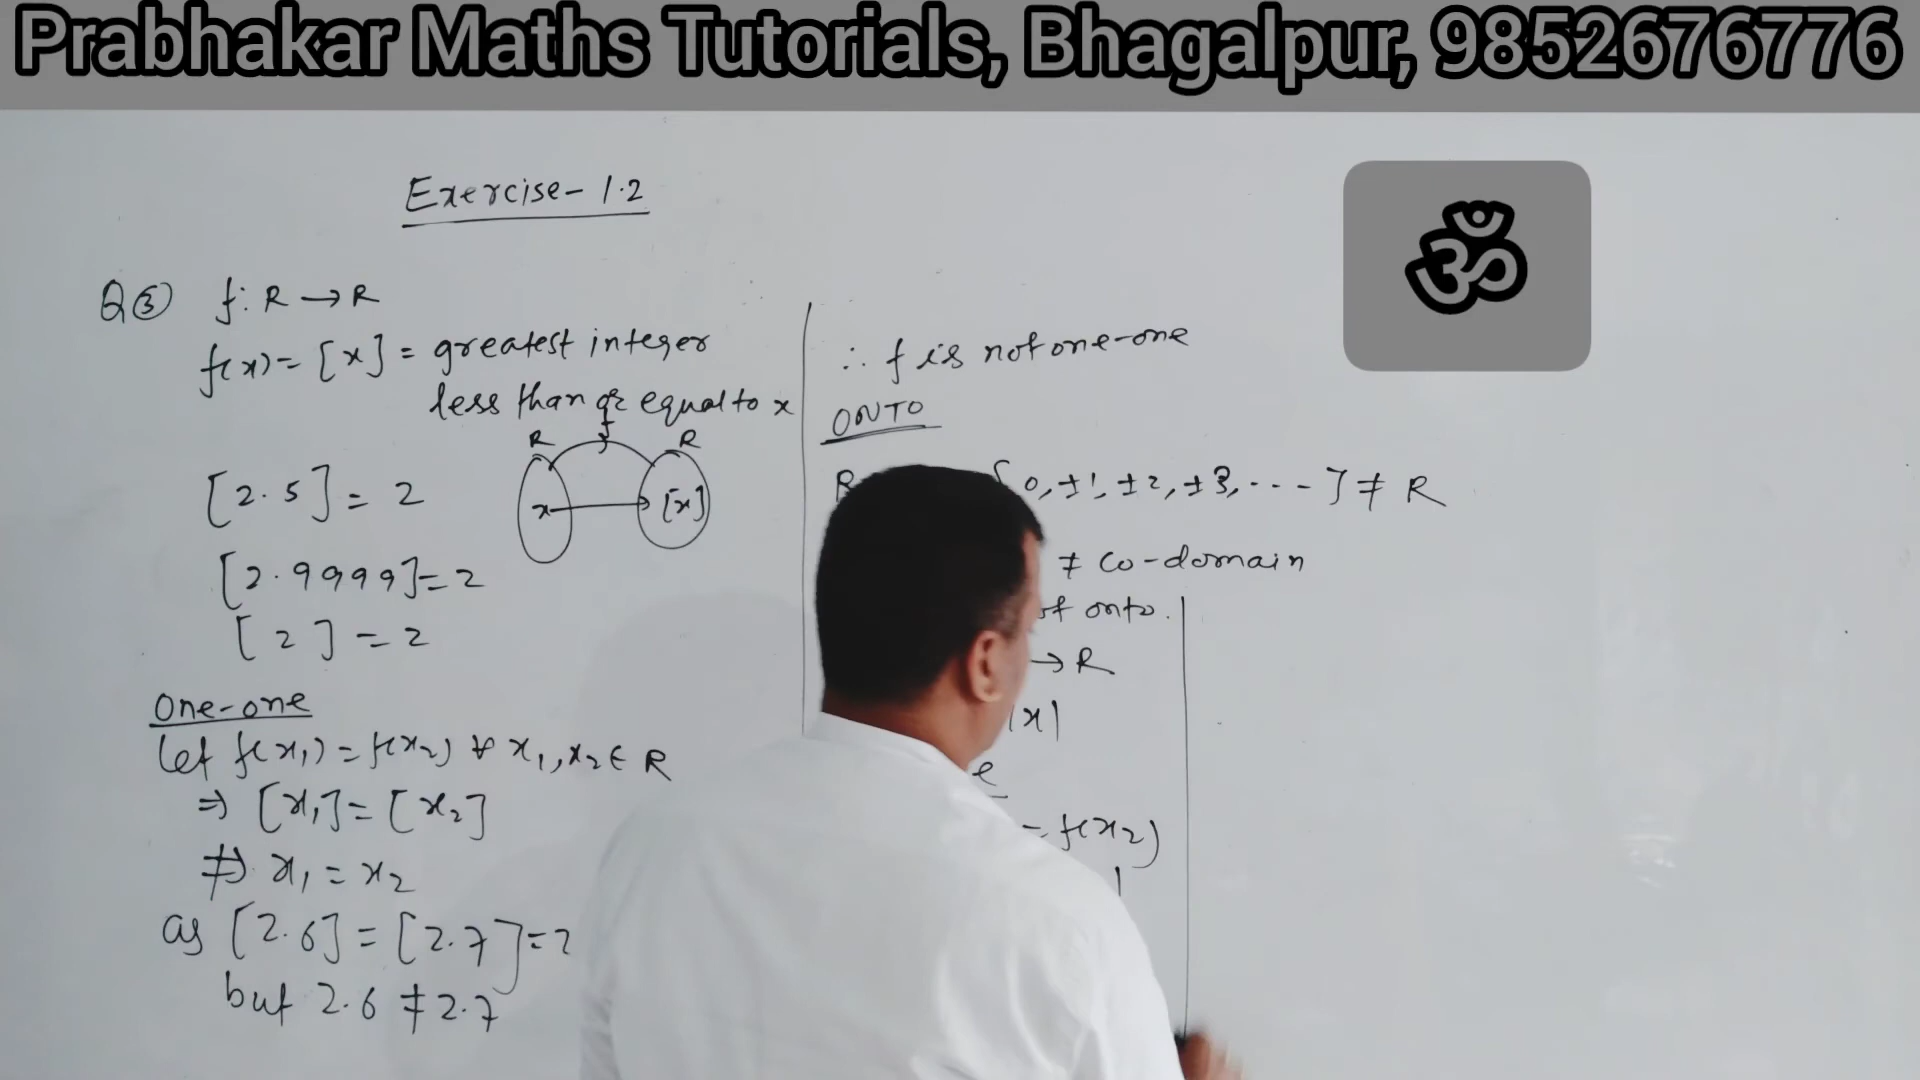 Prabhakar Maths Tutorials, Bhagalpur, 9852676776
Exercise- 1.2
ॐ
Q③ f: R → R
f(x) = [x] = greatest integer
less than or equal to x
f
R R
x [x]
[2.5] = 2
[2.9999] = 2
[2] = 2
One-one
Let f(x₁) = f(x₂) ∀ x₁, x₂ ∈ R
⇒ [x₁] = [x₂]
⇏ x₁ = x₂
as [2.6] = [2.7] = 2
but 2.6 ≠ 2.7
∴ f is not one-one
ONTO
R { 0, ±1, ±2, ±3, ---- } ≠ R
≠ Co-domain
onto.
→ R
|x|
= f(x₂)